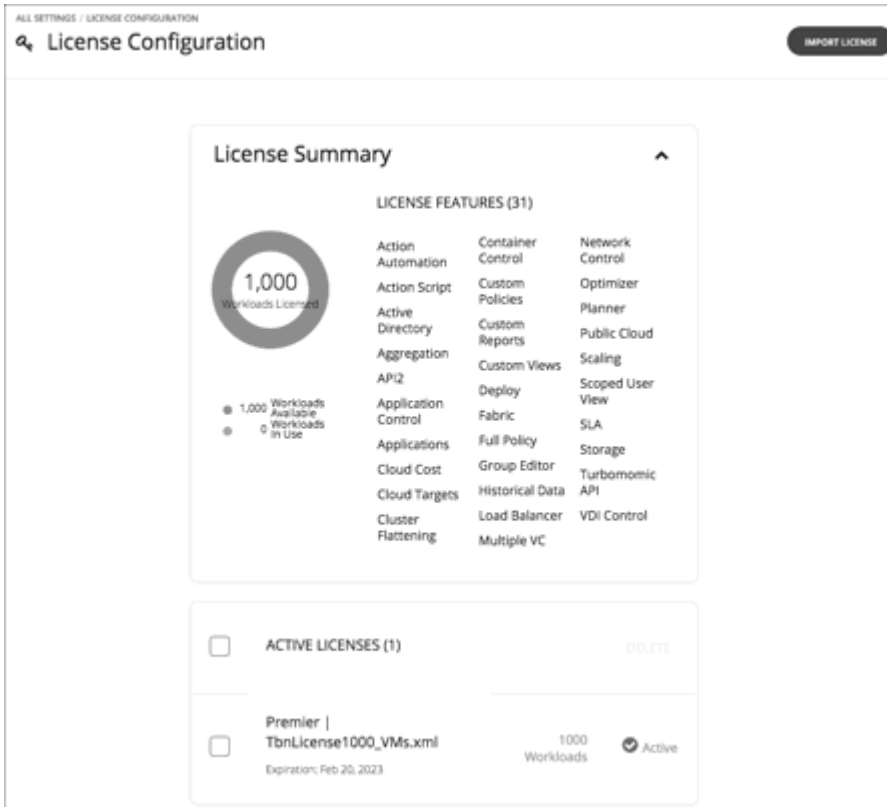 ALL SETTINGS / LICENSE CONFIGURATION
License Configuration
IMPORT LICENSE
License Summary
LICENSE FEATURES (31)
1,000
Workloads Licensed
1,000 Workloads
Available
0 Workloads
In Use
Action
Automation
Action Script
Active
Directory
Aggregation
API2
Application
Control
Applications
Cloud Cost
Cloud Targets
Cluster
Flattening
Container
Control
Custom
Policies
Custom
Reports
Custom Views
Deploy
Fabric
Full Policy
Group Editor
Historical Data
Load Balancer
Multiple VC
Network
Control
Optimizer
Planner
Public Cloud
Scaling
Scoped User
View
SLA
Storage
Turbomomic
API
VDI Control
ACTIVE LICENSES (1)
DELETE
Premier |
TbnLicense1000_VMs.xml
Expiration: Feb 20, 2023
1000
Workloads
Active